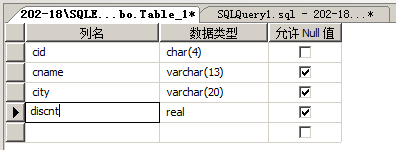 202-18\SQLE...bo.Table_1* SQLQuery1.sql - 202-18...*
列名 数据类型 允许 Null 值
cid char(4)
cname varchar(13)
city varchar(20)
discnt real